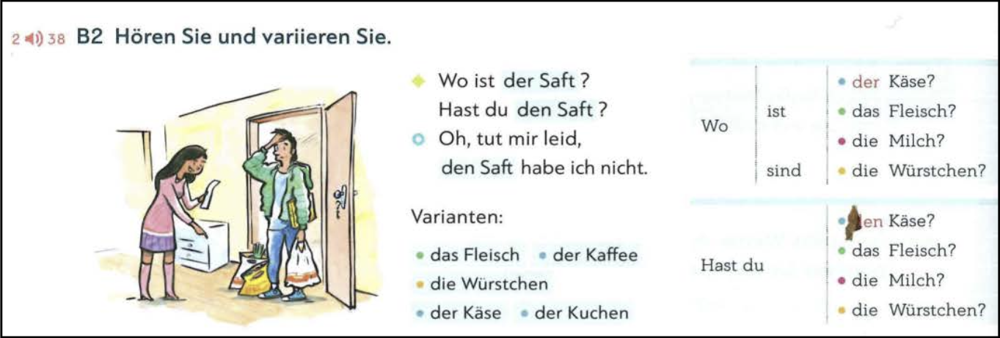 2 38 B2 Hören Sie und variieren Sie.
Wo ist der Saft ?
Hast du den Saft ?
Oh, tut mir leid,
den Saft habe ich nicht.
Varianten:
• das Fleisch • der Kaffee
• die Würstchen
• der Käse • der Kuchen
Wo
ist
sind
• der Käse?
• das Fleisch?
• die Milch?
• die Würstchen?
Hast du
• en Käse?
• das Fleisch?
• die Milch?
• die Würstchen?